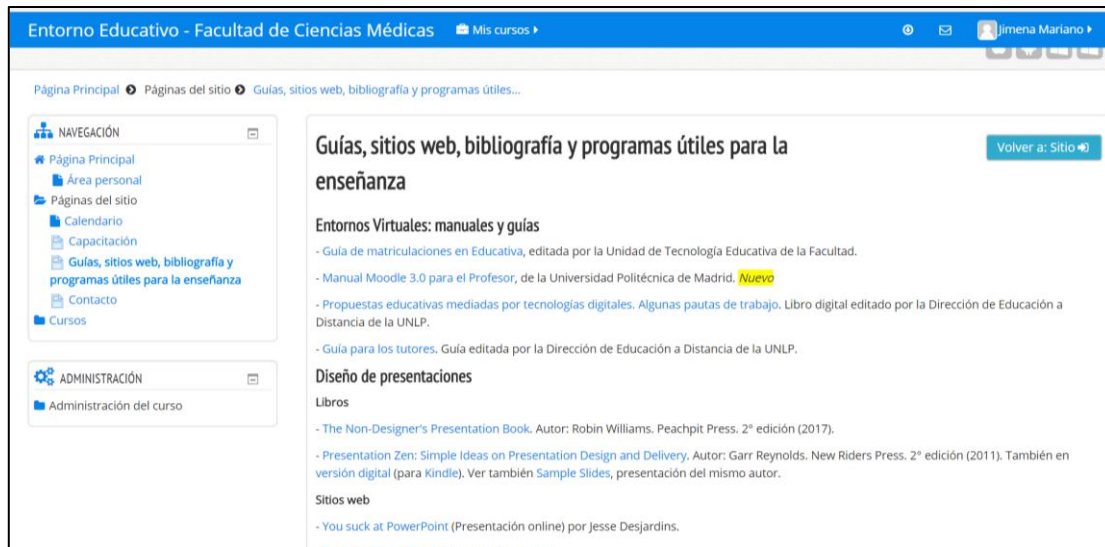 Entorno Educativo - Facultad de Ciencias Médicas Mis cursos Jimena Mariano
Página Principal Páginas del sitio Guías, sitios web, bibliografía y programas útiles...
NAVEGACIÓN
Página Principal
Área personal
Páginas del sitio
Calendario
Capacitación
Guías, sitios web, bibliografía y
programas útiles para la enseñanza
Contacto
Cursos
ADMINISTRACIÓN
Administración del curso
Guías, sitios web, bibliografía y programas útiles para la
enseñanza
Volver a: Sitio
Entornos Virtuales: manuales y guías
- Guía de matriculaciones en Educativa, editada por la Unidad de Tecnología Educativa de la Facultad.
- Manual Moodle 3.0 para el Profesor, de la Universidad Politécnica de Madrid. Nuevo
- Propuestas educativas mediadas por tecnologías digitales. Algunas pautas de trabajo. Libro digital editado por la Dirección de Educación a
Distancia de la UNLP.
- Guía para los tutores. Guía editada por la Dirección de Educación a Distancia de la UNLP.
Diseño de presentaciones
Libros
- The Non-Designer's Presentation Book. Autor: Robin Williams. Peachpit Press. 2° edición (2017).
- Presentation Zen: Simple Ideas on Presentation Design and Delivery. Autor: Garr Reynolds. New Riders Press. 2° edición (2011). También en
versión digital (para Kindle). Ver también Sample Slides, presentación del mismo autor.
Sitios web
- You suck at PowerPoint (Presentación online) por Jesse Desjardins.